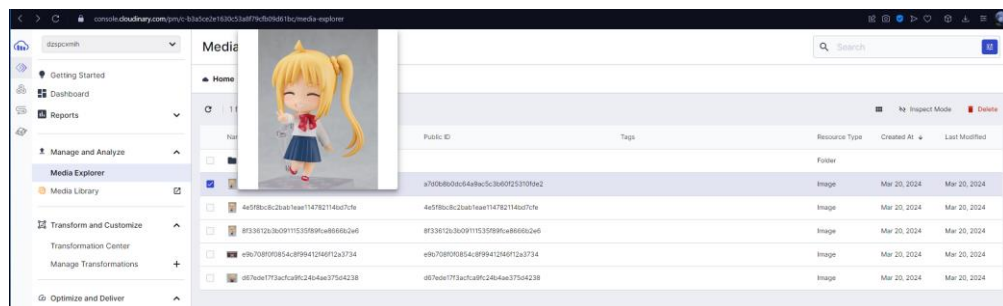 console.cloudinary.com/pm/c-b3a5ce2e1630c53a8f79cfb09d61bc/media-explorer
dzspcxmih
Media
Search
Getting Started
Home
Dashboard
Reports
Inspect Mode
Delete
Public ID
Tags
Resource Type
Created At
Last Modified
Manage and Analyze
Folder
Media Explorer
a7d0b8b0dc64a9ac5c3b60f25310fde2
Image
Mar 20, 2024
Mar 20, 2024
Media Library
4e5f8bc8c2bab1eae114782114bd7cfe
4e5f8bc8c2bab1eae114782114bd7cfe
Image
Mar 20, 2024
Mar 20, 2024
Transform and Customize
8f33612b3b09111535f89fce8666b2e6
8f33612b3b09111535f89fce8666b2e6
Image
Mar 20, 2024
Mar 20, 2024
Transformation Center
e9b708f0f0854c8f99412f46f12a3734
e9b708f0f0854c8f99412f46f12a3734
Image
Mar 20, 2024
Mar 20, 2024
Manage Transformations
d67ede17f3acfca9fc24b4ae375d4238
d67ede17f3acfca9fc24b4ae375d4238
Image
Mar 20, 2024
Mar 20, 2024
Optimize and Deliver